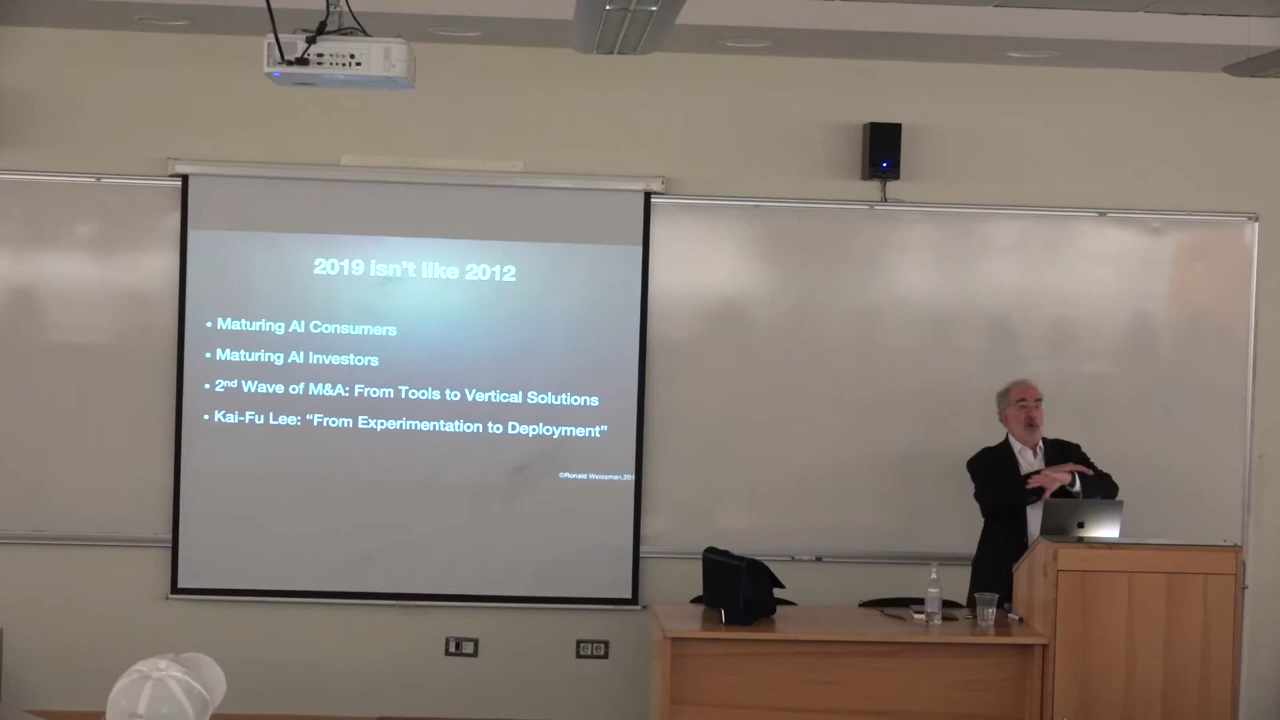 2019 isn't like 2012
• Maturing AI Consumers
• Maturing AI Investors
• 2nd Wave of M&A: From Tools to Vertical Solutions
• Kai-Fu Lee: “From Experimentation to Deployment”
©Ronald Weissman,201